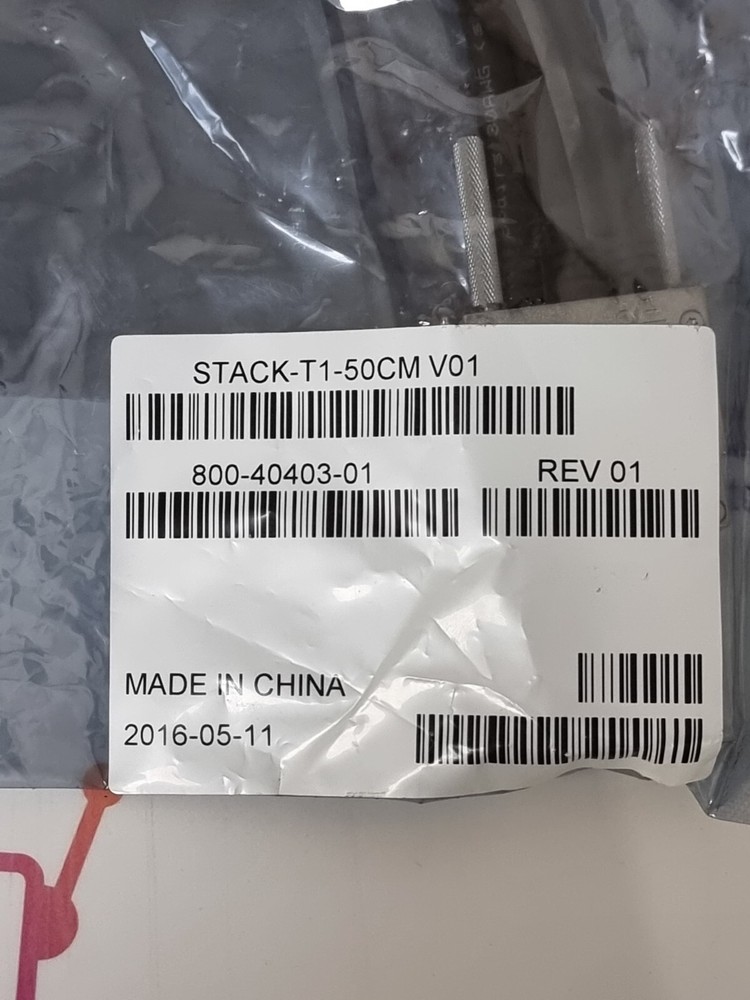 STACK-T1-50CM V01
800-40403-01
REV 01
MADE IN CHINA
2016-05-11